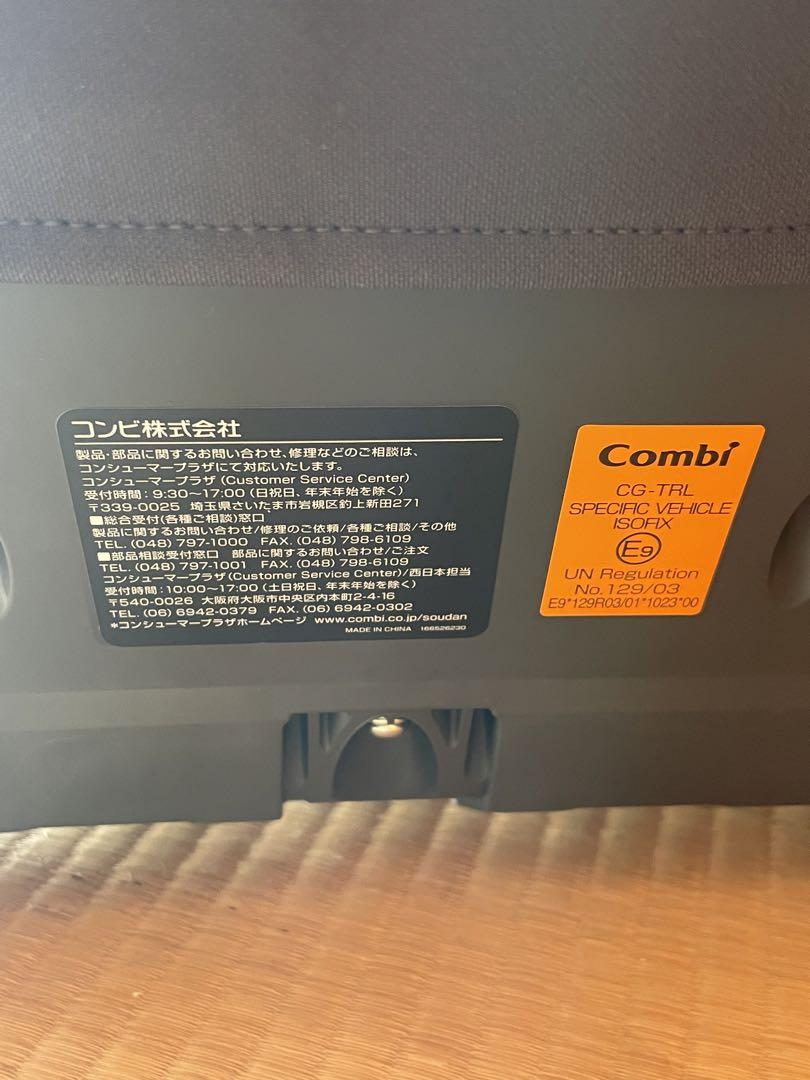 コンビ株式会社
製品・部品に関するお問い合わせ、修理などのご相談は、
コンシューマープラザにて対応いたします。
コンシューマープラザ (Customer Service Center)
受付時間：9:30~17:00 (日祝日、年末年始を除く)
〒339-0025 埼玉県さいたま市岩槻区釣上新田271
■総合受付(各種ご相談)窓口
製品に関するお問い合わせ/修理のご依頼/各種ご相談/その他
TEL. (048) 797-1000 FAX. (048) 798-6109
■部品相談受付窓口 部品に関するお問い合わせ/ご注文
TEL. (048) 797-1001 FAX. (048) 798-6109
コンシューマープラザ(Customer Service Center)/西日本担当
受付時間：10:00~17:00 (土日祝日、年末年始を除く)
〒540-0026 大阪府大阪市中央区内本町2-4-16
TEL. (06) 6942-0379 FAX. (06) 6942-0302
*コンシューマープラザホームページ www.combi.co.jp/soudan
MADE IN CHINA 166526230
Combi
CG-TRL
SPECIFIC VEHICLE
ISOFIX
E9
UN Regulation
No.129/03
E9*129R03/01*1023*00